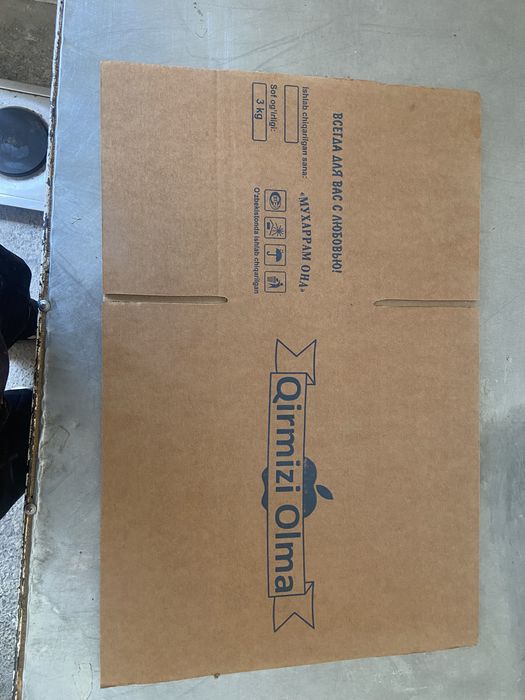 ВСЕГДА ДЛЯ ВАС С ЛЮБОВЬЮ!
Ishlab chiqarilgan sana:
Sof og'irligi:
3 kg
«МУХАРРАМ ОНА»
O'zbekistonda ishlab chiqarilgan
Qirmizi Olma